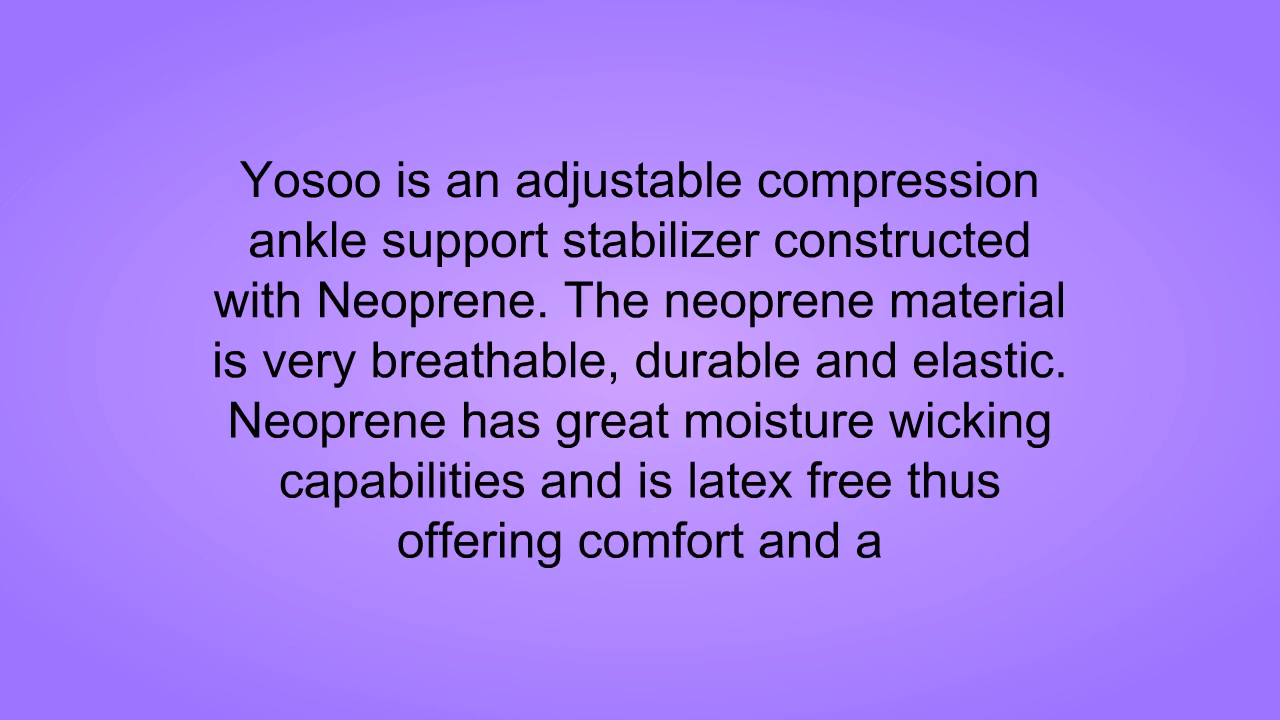 Yosoo is an adjustable compression
ankle support stabilizer constructed
with Neoprene. The neoprene material
is very breathable, durable and elastic.
Neoprene has great moisture wicking
capabilities and is latex free thus
offering comfort and a